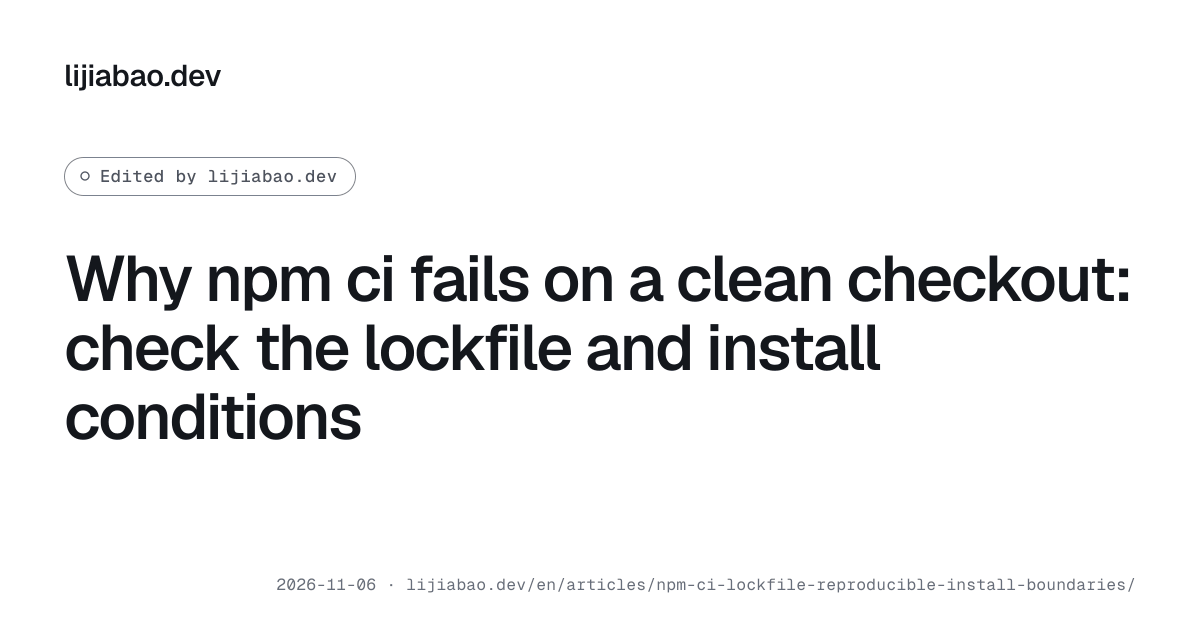 lijiabao.dev
Edited by lijiabao.dev
Why npm ci fails on a clean checkout:
check the lockfile and install
conditions
2026-11-06 · lijiabao.dev/en/articles/npm-ci-lockfile-reproducible-install-boundaries/